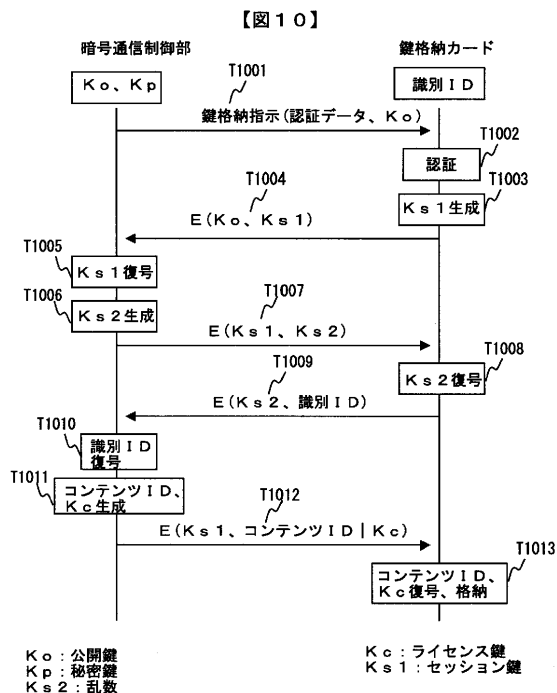 【図10】
暗号通信制御部
鍵格納カード
Ko、Kp
T1001
識別ID
鍵格納指示(認証データ、Ko)
T1002
認証
T1004
T1003
Ks1生成
E(Ko、Ks1)
T1005
Ks1復号
T1006
T1007
Ks2生成
E(Ks1、Ks2)
T1008
T1009
Ks2復号
E(Ks2、識別ID)
T1010
識別ID
復号
T1011
T1012
コンテンツID、
Kc生成
E(Ks1、コンテンツID|Kc)
T1013
コンテンツID、
Kc復号、格納
Ko:公開鍵
Kp:秘密鍵
Ks2:乱数
Kc:ライセンス鍵
Ks1:セッション鍵